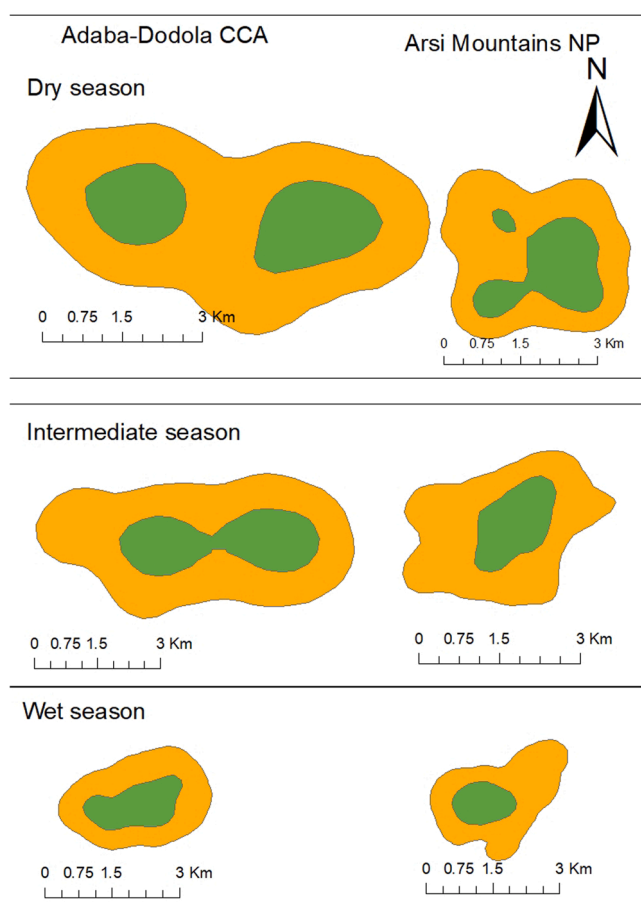 Adaba-Dodola CCA
Arsi Mountains NP
N
Dry season
0 0.75 1.5 3 Km
0 0.75 1.5 3 Km
Intermediate season
0 0.75 1.5 3 Km
0 0.75 1.5 3 Km
Wet season
0 0.75 1.5 3 Km
0 0.75 1.5 3 Km